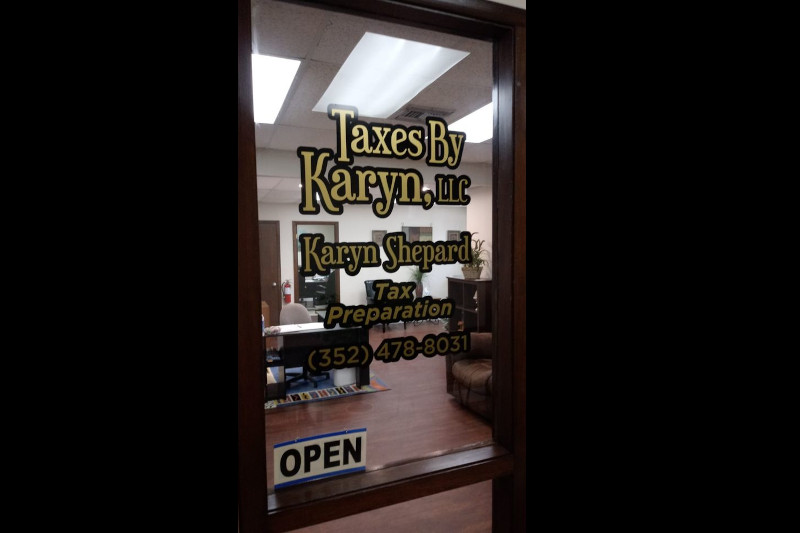 Taxes By
Karyn, LLC
Karyn Shepard
Tax
Preparation
(352) 478-8031
OPEN